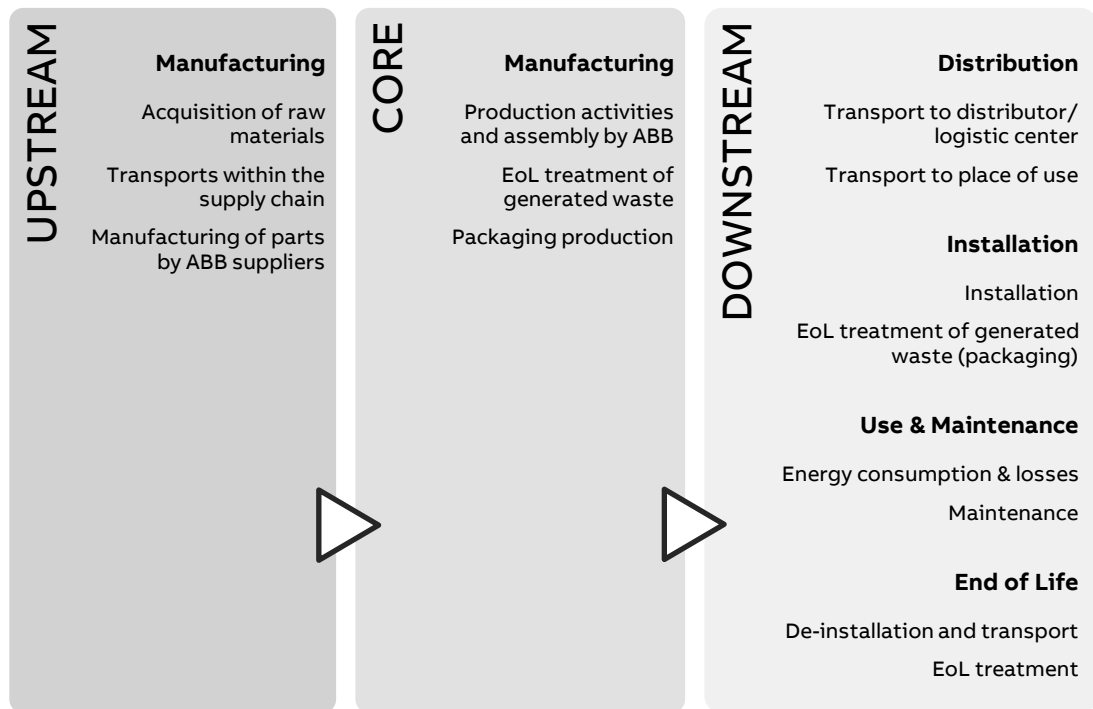 UPSTREAM
Manufacturing
Acquisition of raw
materials
Transports within the
supply chain
Manufacturing of parts
by ABB suppliers
CORE
Manufacturing
Production activities
and assembly by ABB
EoL treatment of
generated waste
Packaging production
DOWNSTREAM
Distribution
Transport to distributor/
logistic center
Transport to place of use
Installation
Installation
EoL treatment of generated
waste (packaging)
Use & Maintenance
Energy consumption & losses
Maintenance
End of Life
De-installation and transport
EoL treatment